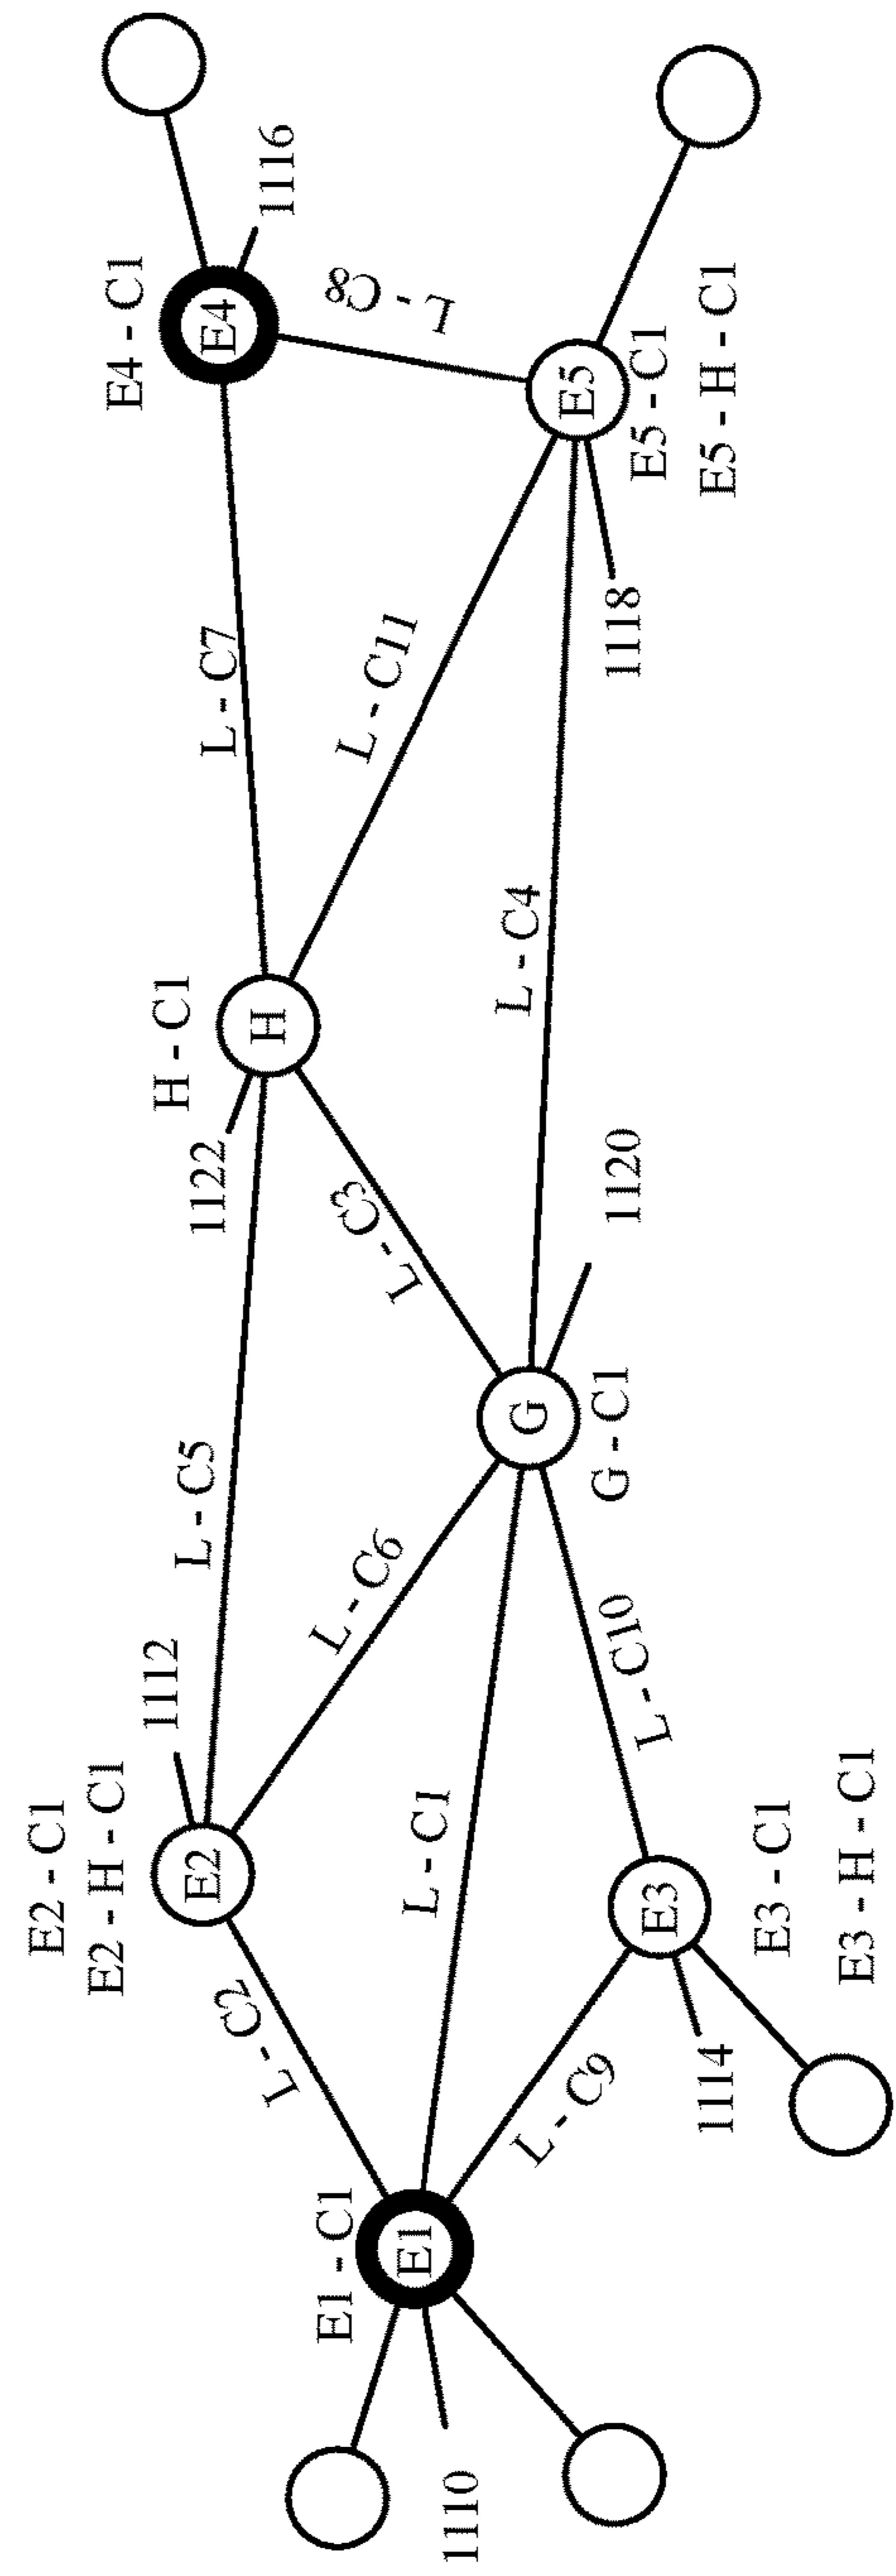 E2 - C1
E2 - H - C1
1112
E2
L - C2
E1 - C1
E1
1110
L - C5
L - C6
L - C1
L - C9
1114
E3
E3 - C1
E3 - H - C1
L - C10
G
G - C1
1120
L - C3
1122
H - C1
H
L - C4
L - C7
L - C11
E4 - C1
E4
1116
L - C8
E5
E5 - C1
E5 - H - C1
1118